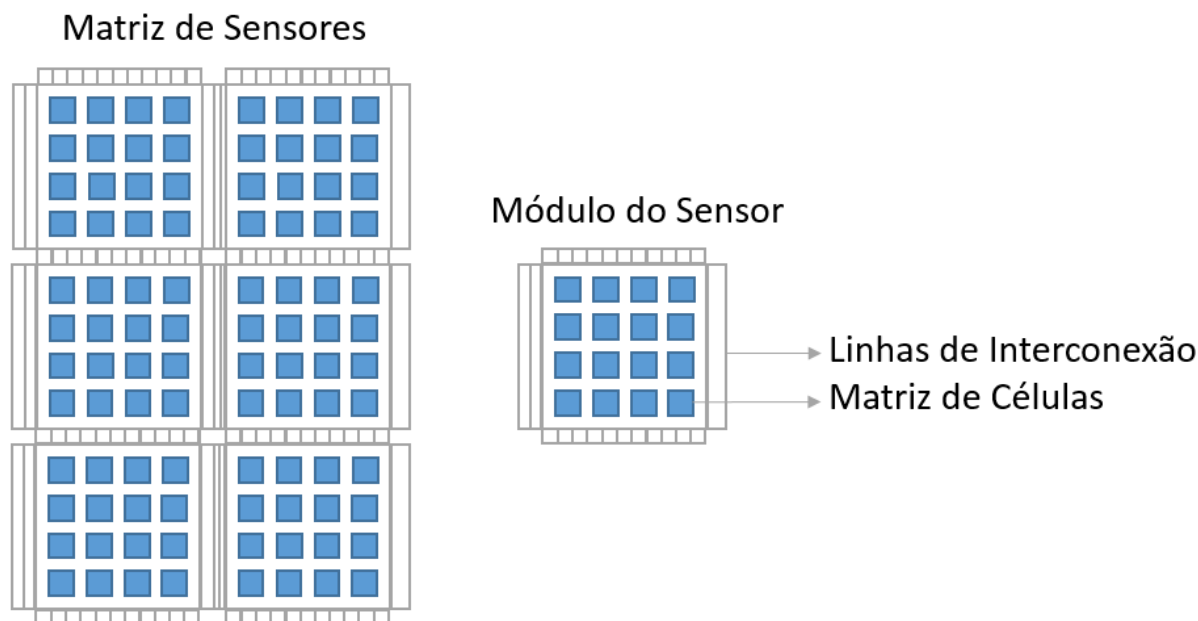 Matriz de Sensores
Módulo do Sensor
Linhas de Interconexão
Matriz de Células